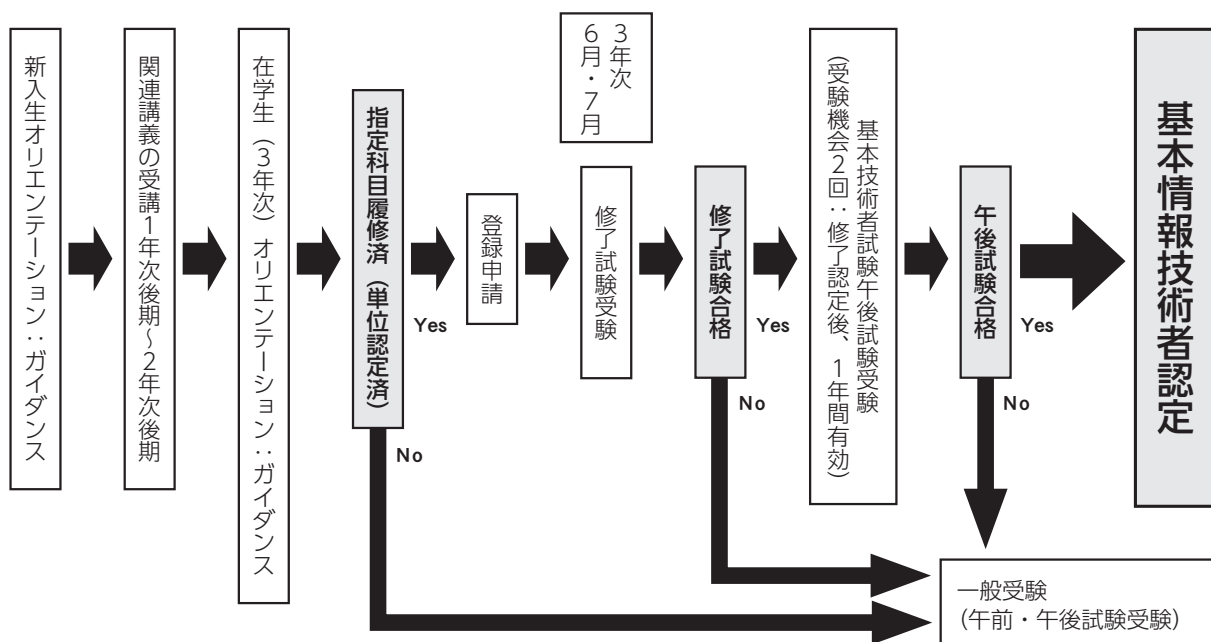 新入生オリエンテーション：ガイダンス
関連講義の受講1年次後期～2年次後期
在学生（3年次）オリエンテーション：ガイダンス
指定科目履修済（単位認定済）
Yes
No
登録申請
3年次
6月・7月
修了試験受験
修了試験合格
Yes
No
基本技術者試験午後試験受験
（受験機会2回：修了認定後、1年間有効）
午後試験合格
Yes
No
基本情報技術者認定
一般受験
（午前・午後試験受験）